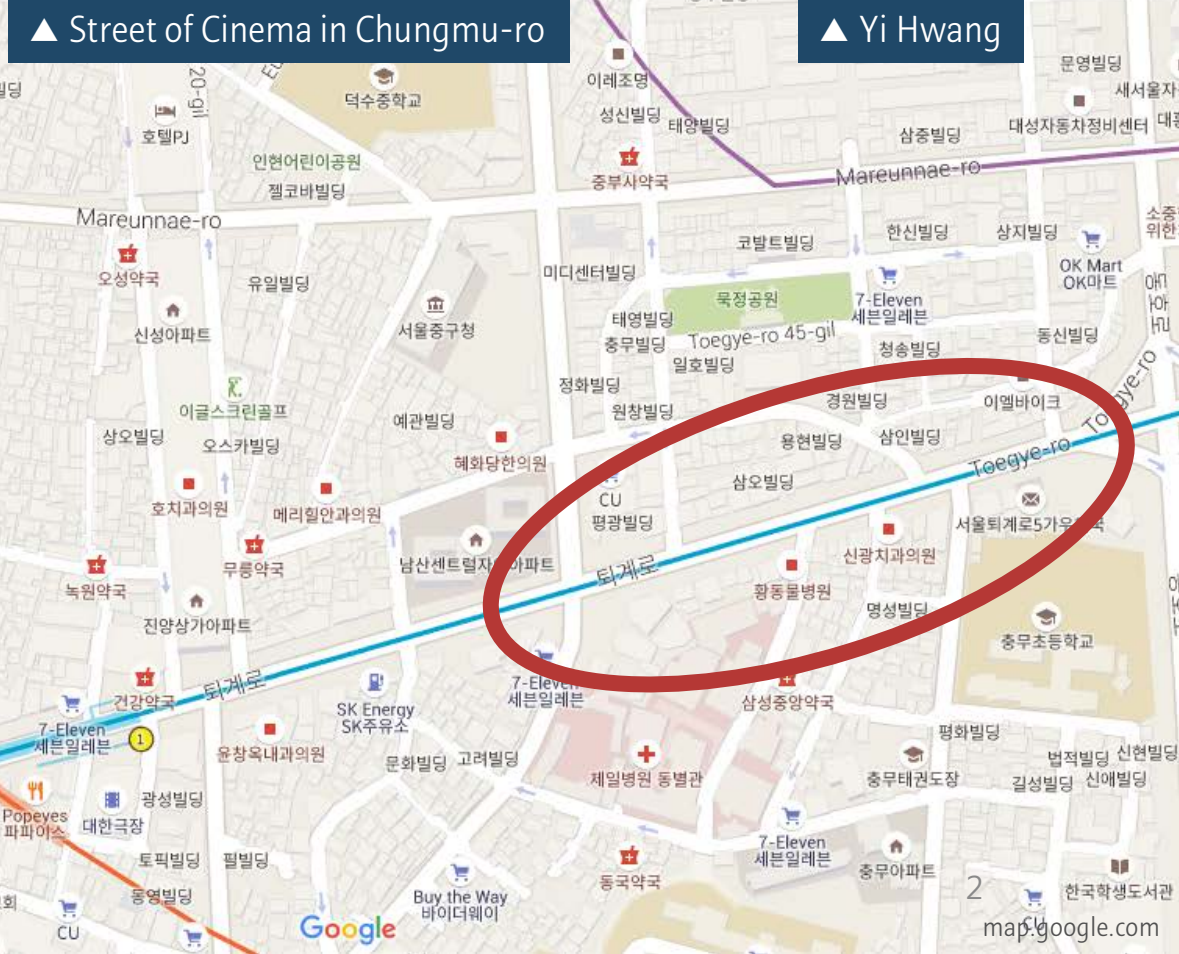 ▲ Street of Cinema in Chungmu-ro
▲ Yi Hwang
20-gil
덕수중학교
호텔PJ
인현어린이공원
젤코바빌딩
이레조명
성신빌딩
태양빌딩
중부사약국
문영빌딩
대성자동차정비센터
삼중빌딩
Mareunnae-ro
Mareunnae-ro
오성약국
유일빌딩
신성아파트
서울중구청
미디센터빌딩
코발트빌딩
한신빌딩
상지빌딩
OK Mart
OK마트
묵정공원
7-Eleven
세븐일레븐
태영빌딩
충무빌딩
Toegye-ro 45-gil
일호빌딩
청송빌딩
동신빌딩
동호로
이글스크린골프
상오빌딩
오스카빌딩
예관빌딩
정화빌딩
원창빌딩
경원빌딩
이엘바이크
Toegye-ro
용현빌딩
삼인빌딩
Toegye-ro
혜화당한의원
호치과의원
메리힐안과의원
CU
평광빌딩
삼오빌딩
무릉약국
녹원약국
진양상가아파트
퇴계로
신광치과의원
황동물병원
명성빌딩
충무초등학교
건강약국
퇴계로
7-Eleven
세븐일레븐
1
윤창옥내과의원
SK Energy
SK주유소
7-Eleven
세븐일레븐
삼성중앙약국
문화빌딩
고려빌딩
제일병원 동별관
평화빌딩
충무태권도장
법적빌딩
신현빌딩
길성빌딩
신애빌딩
Popeyes
파파이스
대한극장
광성빌딩
토픽빌딩
필빌딩
동영빌딩
CU
Buy the Way
바이더웨이
동국약국
7-Eleven
세븐일레븐
충무아파트
한국학생도서관
CU
Google
2
map.google.com